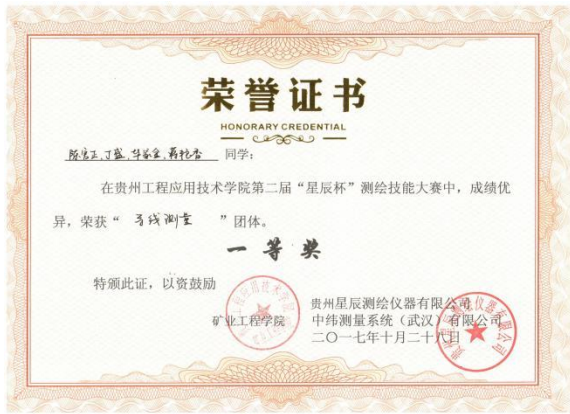 荣誉证书
HONORARY CREDENTIAL
丁盛 同学：
在贵州工程应用技术学院第二届“星辰杯”测绘技能大赛中，成绩优
异，荣获“ 导线测量 ”团体。
一等奖
特颁此证，以资鼓励
贵州星辰测绘仪器有限公司
矿业工程学院 中纬测量系统（武汉）有限公司
二〇一七年十月二十八日